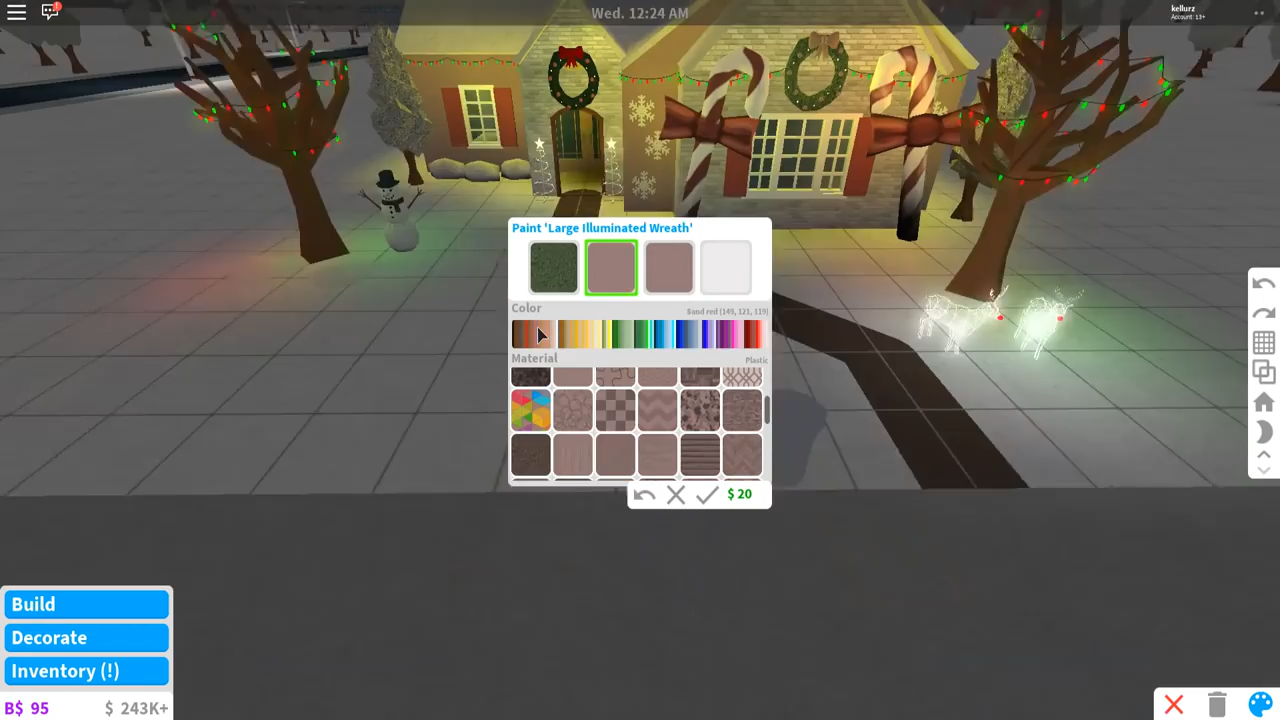 Wed. 12:24 AM
kellurz
Account: 13+
Paint 'Large Illuminated Wreath'
Color
Sand red (149, 121, 119)
Material
Plastic
$ 20
Build
Decorate
Inventory (!)
B$ 95
$ 243K+